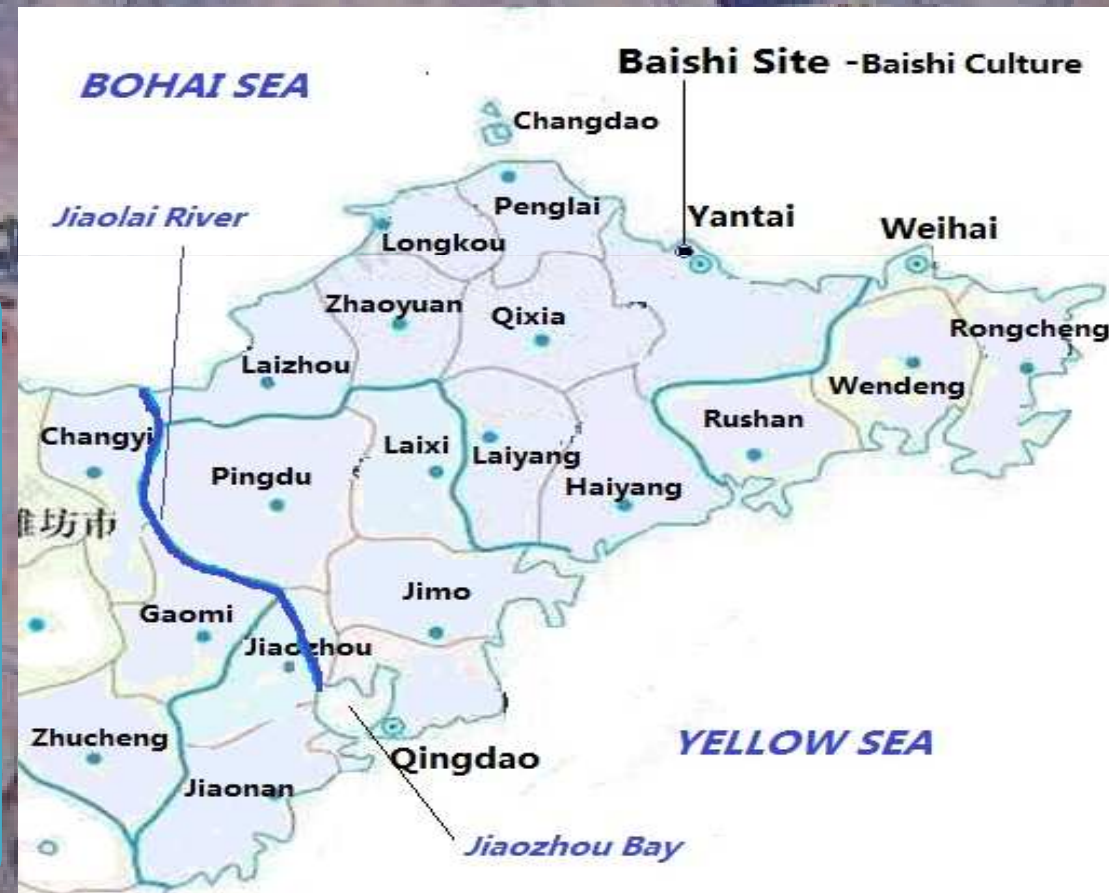 Baishi Site -Baishi Culture
BOHAI SEA
Changdao
Jiaolai River
Penglai
Yantai
Weihai
Longkou
Zhaoyuan
Qixia
Rongcheng
Laizhou
Wendeng
Rushan
Changyi
Laixi
Laiyang
Pingdu
Haiyang
潍坊市
Jimo
Gaomi
Jiaozhou
Zhucheng
YELLOW SEA
Qingdao
Jiaonan
Jiaozhou Bay